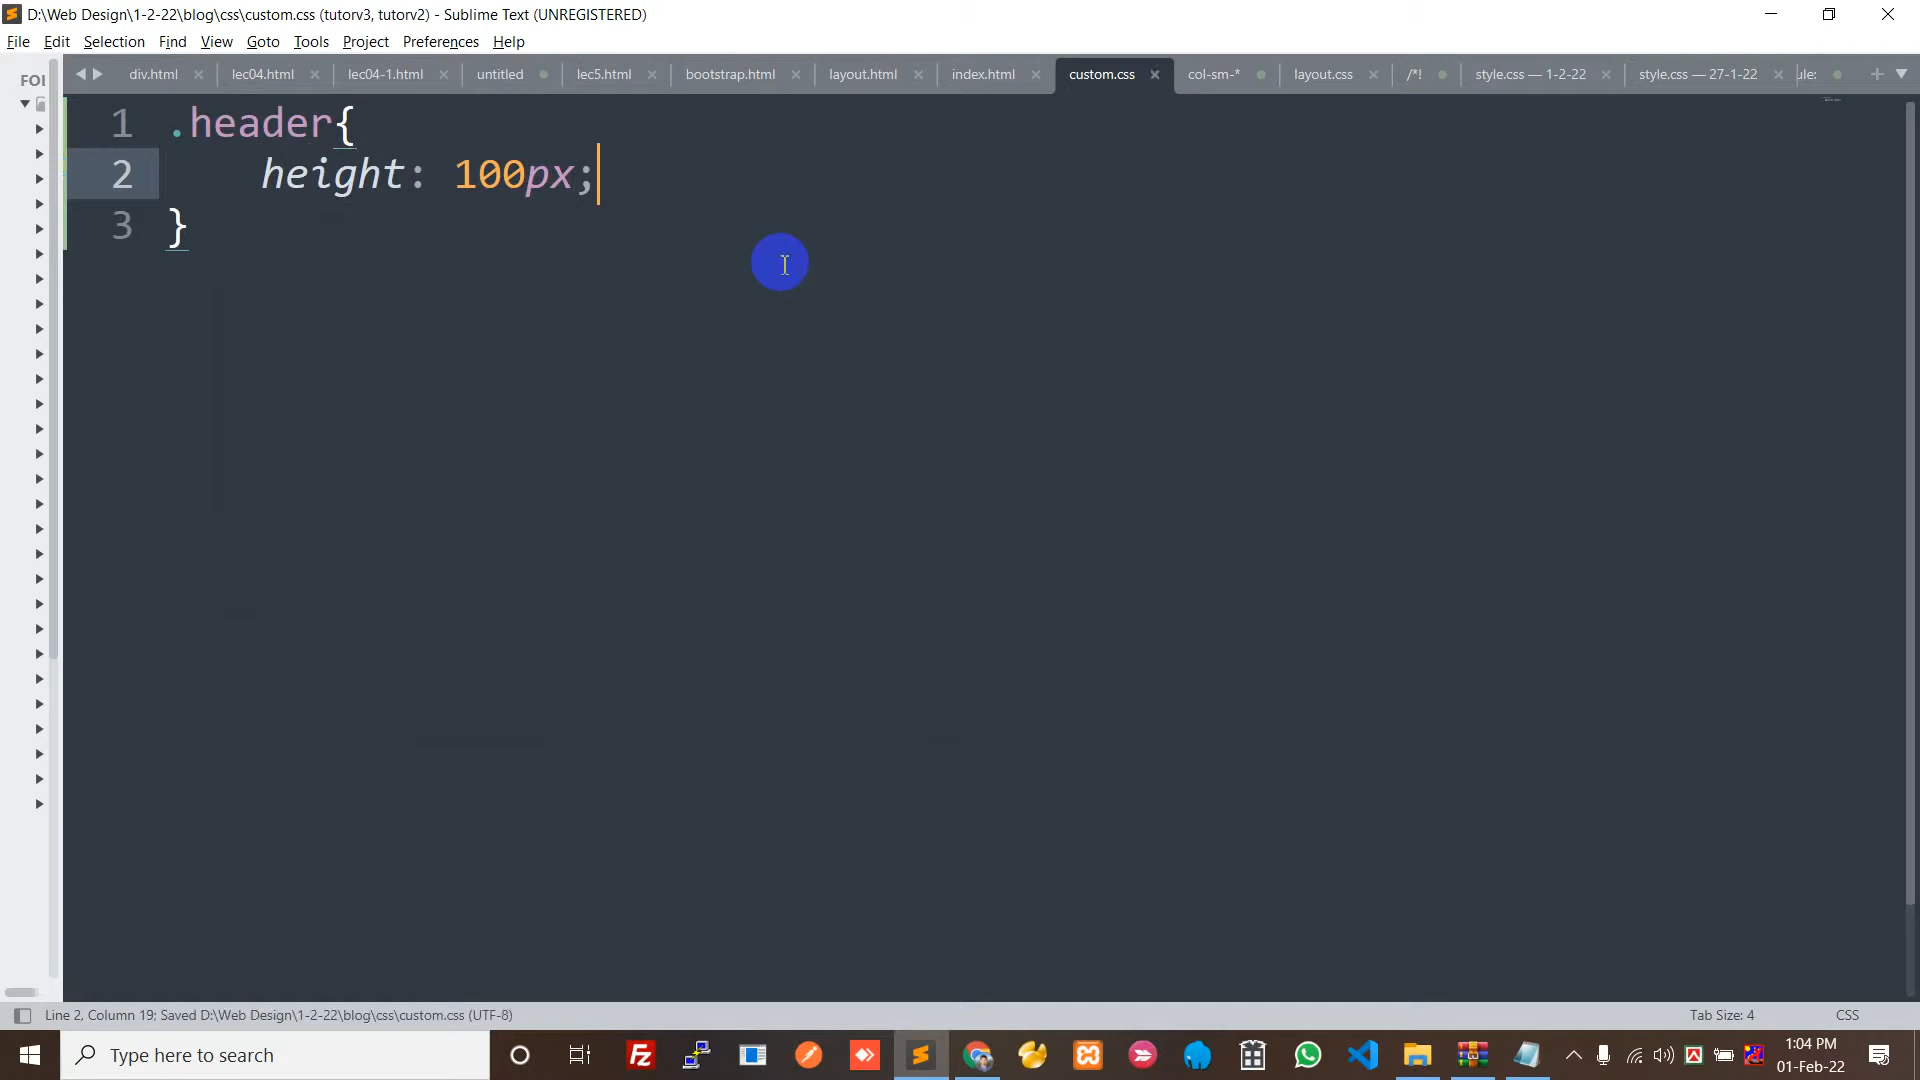 D:\Web Design\1-2-22\blog\css\custom.css (tutorv3, tutorv2) - Sublime Text (UNREGISTERED)
File Edit Selection Find View Goto Tools Project Preferences Help
FOI div.html lec04.html lec04-1.html untitled lec5.html bootstrap.html layout.html index.html custom.css col-sm-* layout.css /*! style.css — 1-2-22 style.css — 27-1-22 ule:
1 .header{
2 height: 100px;
3 }
Line 2, Column 19; Saved D:\Web Design\1-2-22\blog\css\custom.css (UTF-8) Tab Size: 4 CSS
Type here to search
1:04 PM
01-Feb-22